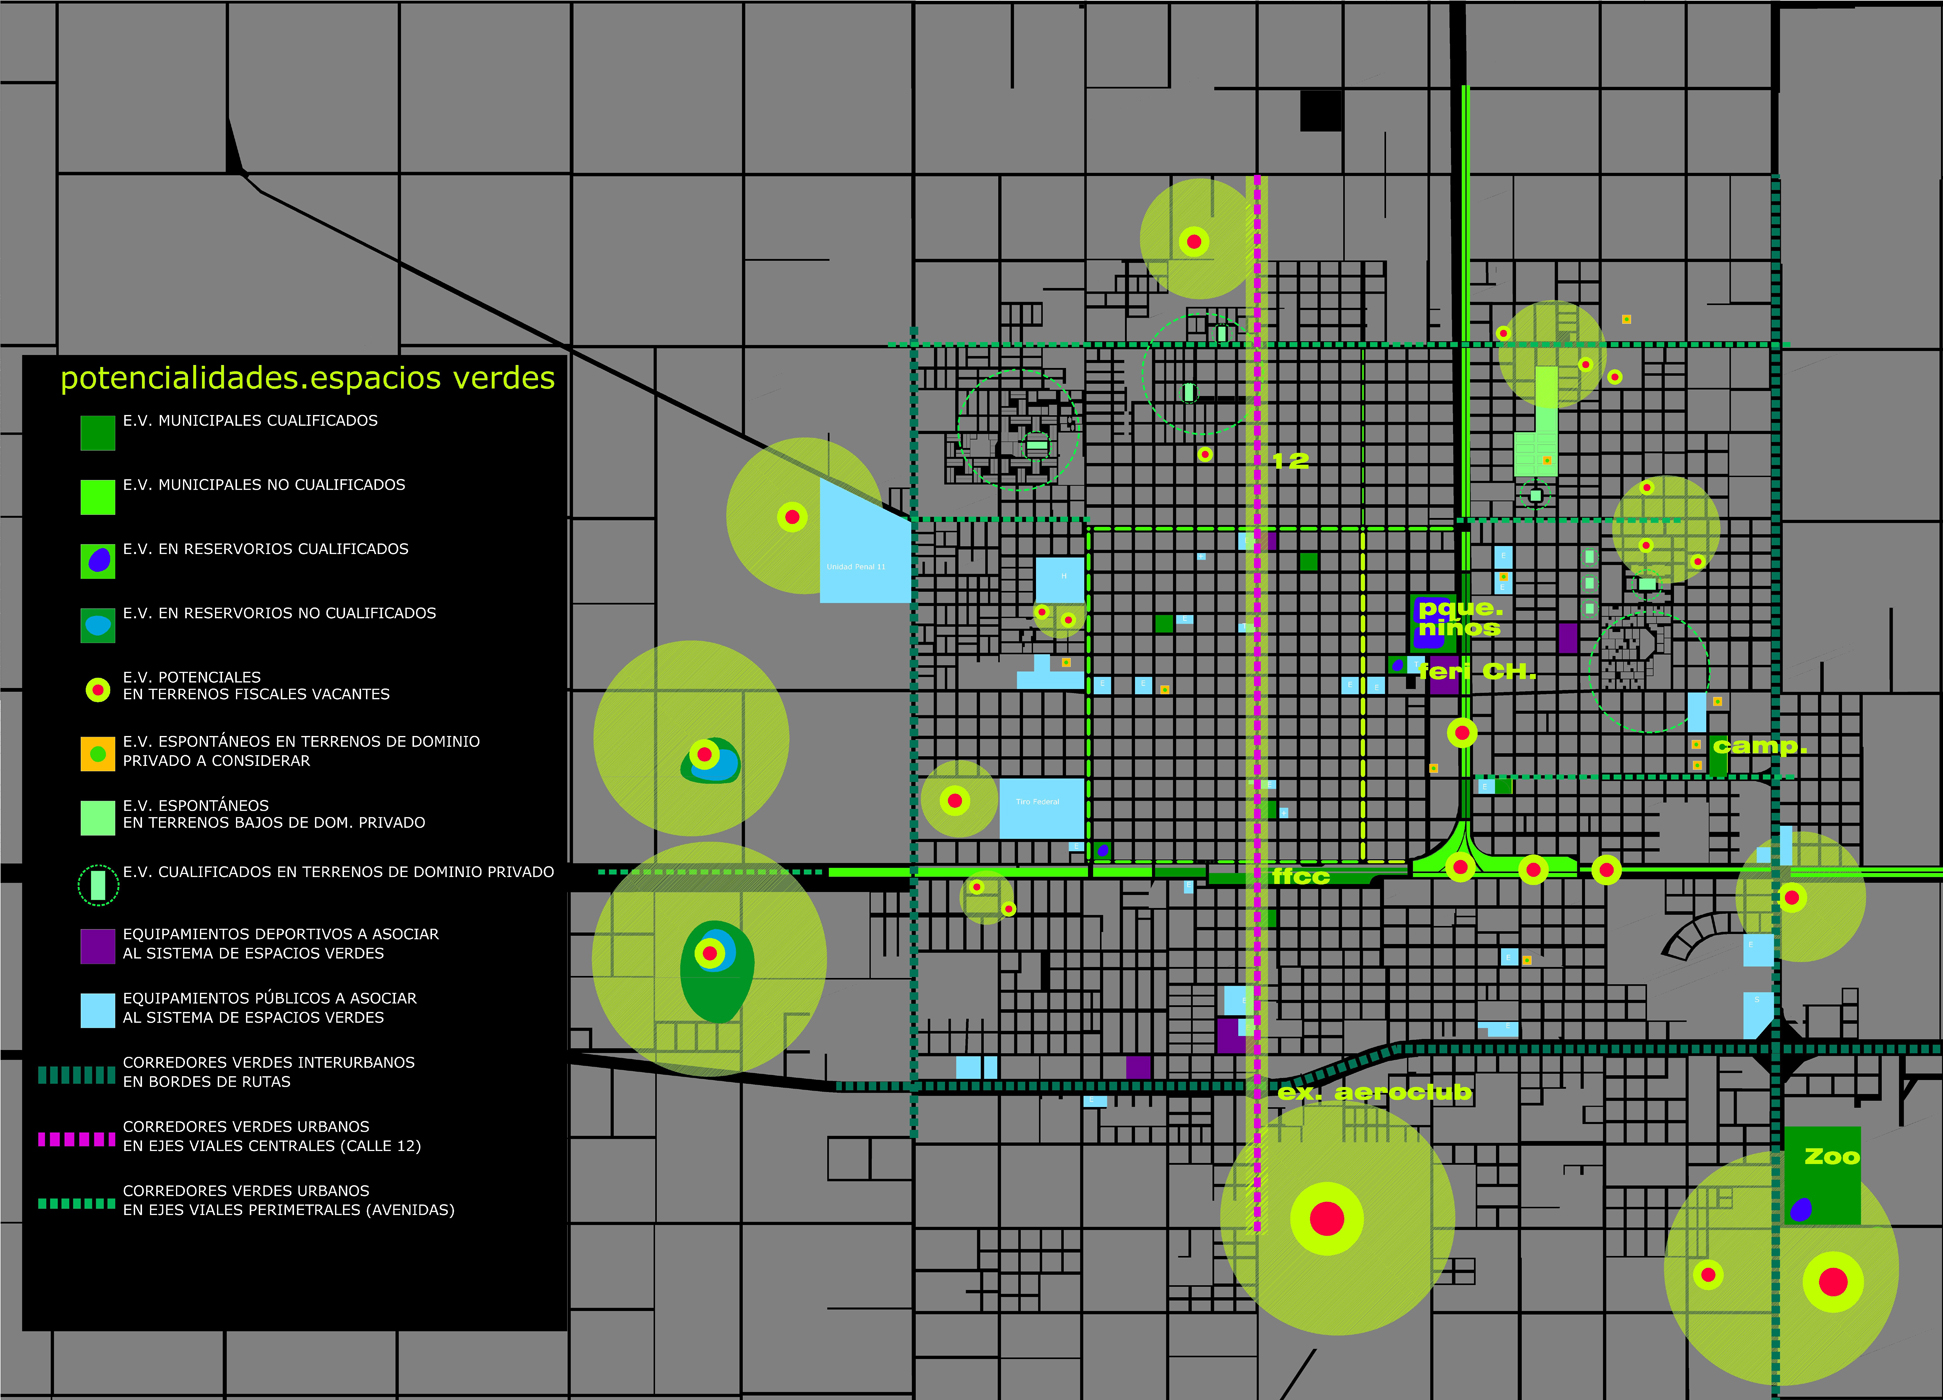 potencialidades.espacios verdes
E.V. MUNICIPALES CUALIFICADOS
E.V. MUNICIPALES NO CUALIFICADOS
E.V. EN RESERVORIOS CUALIFICADOS
E.V. EN RESERVORIOS NO CUALIFICADOS
E.V. POTENCIALES
EN TERRENOS FISCALES VACANTES
E.V. ESPONTÁNEOS EN TERRENOS DE DOMINIO
PRIVADO A CONSIDERAR
E.V. ESPONTÁNEOS
EN TERRENOS BAJOS DE DOM. PRIVADO
E.V. CUALIFICADOS EN TERRENOS DE DOMINIO PRIVADO
EQUIPAMIENTOS DEPORTIVOS A ASOCIAR
AL SISTEMA DE ESPACIOS VERDES
EQUIPAMIENTOS PÚBLICOS A ASOCIAR
AL SISTEMA DE ESPACIOS VERDES
CORREDORES VERDES INTERURBANOS
EN BORDES DE RUTAS
CORREDORES VERDES URBANOS
EN EJES VIALES CENTRALES (CALLE 12)
CORREDORES VERDES URBANOS
EN EJES VIALES PERIMETRALES (AVENIDAS)
12
Unidad Penal 11
H
E
E
pque.
niños
feri CH.
E
E
E
E
camp.
E
E
Tiro Federal
E
ffcc
E
E
E
S
E
E
ex. aeroclub
E
Zoo